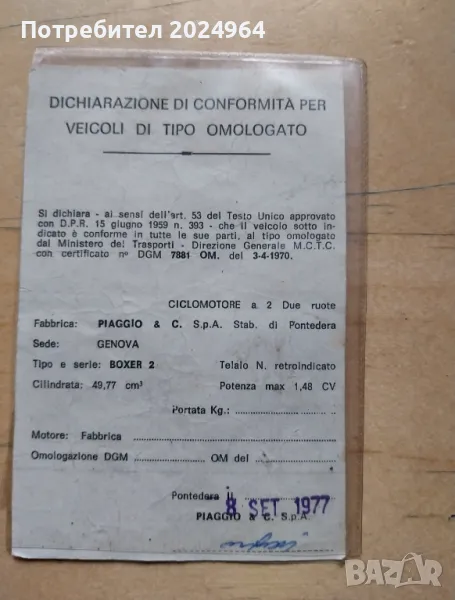 Потребител 2024964
DICHIARAZIONE DI CONFORMITÀ PER
VEICOLI DI TIPO OMOLOGATO
Si dichiara - ai sensi dell'art. 53 del Testo Unico approvato
con D.P.R. 15 giugno 1959 n. 393 - che il veicolo sotto in-
dicato è conforme in tutte le sue parti, al tipo omologato
dal Ministero dei Trasporti - Direzione Generale M.C.T.C.
con certificato n° DGM 7881 OM. del 3-4-1970.
CICLOMOTORE a 2 Due ruote
Fabbrica: PIAGGIO & C. S.p.A. Stab. di Pontedera
Sede: GENOVA
Tipo e serie: BOXER 2 Telaio N. retroindicato
Cilindrata: 49,77 cm³ Potenza max 1,48 CV
Portata Kg.:
Motore: Fabbrica
Omologazione DGM OM del
Pontedera li 8 SET. 1977
PIAGGIO & C. S.p.A.
BAZAR